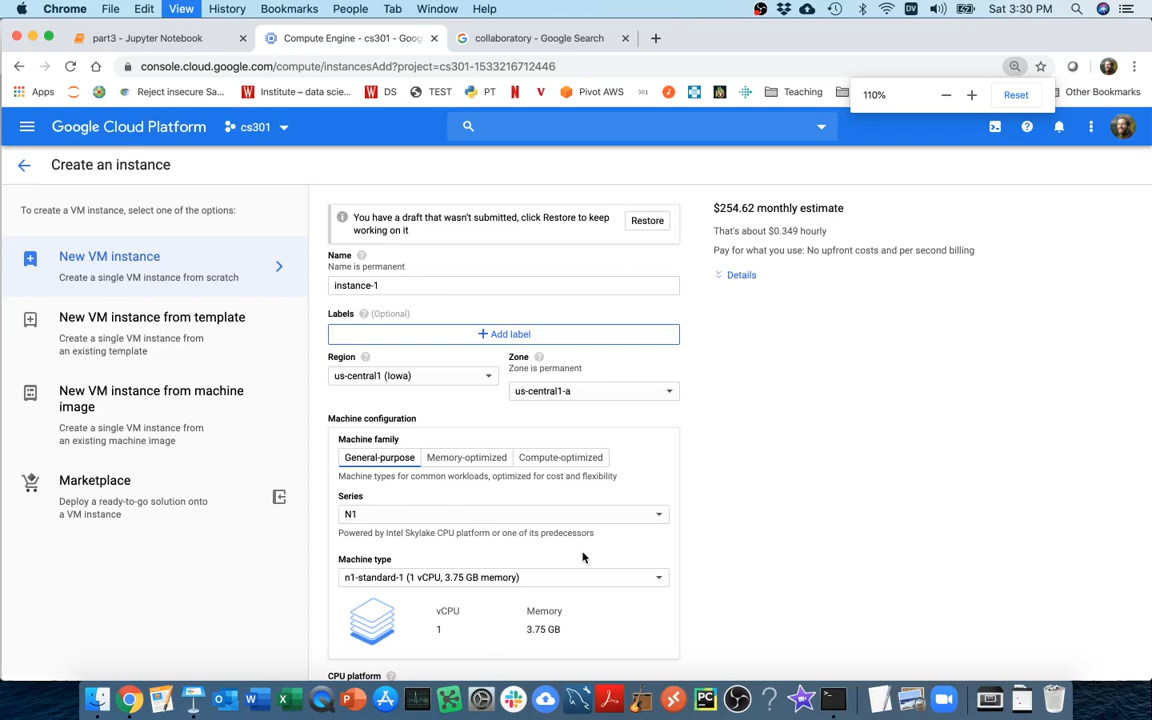 Chrome File Edit View History Bookmarks People Tab Window Help Sat 3:30 PM
part3 - Jupyter Notebook
Compute Engine - cs301 - Goog
collaboratory - Google Search
console.cloud.google.com/compute/instancesAdd?project=cs301-1533216712446
Apps Reject insecure Sa... Institute – data scie... DS TEST PT Pivot AWS 301 Teaching Other Bookmarks
110% Reset
Google Cloud Platform cs301
Create an instance
To create a VM instance, select one of the options:
New VM instance
Create a single VM instance from scratch
New VM instance from template
Create a single VM instance from
an existing template
New VM instance from machine
image
Create a single VM instance from
an existing machine image
Marketplace
Deploy a ready-to-go solution onto
a VM instance
You have a draft that wasn't submitted, click Restore to keep
working on it
Restore
Name
Name is permanent
instance-1
Labels (Optional)
Add label
Region
us-central1 (Iowa)
Zone
Zone is permanent
us-central1-a
Machine configuration
Machine family
General-purpose Memory-optimized Compute-optimized
Machine types for common workloads, optimized for cost and flexibility
Series
N1
Powered by Intel Skylake CPU platform or one of its predecessors
Machine type
n1-standard-1 (1 vCPU, 3.75 GB memory)
vCPU Memory
1 3.75 GB
CPU platform
$254.62 monthly estimate
That's about $0.349 hourly
Pay for what you use: No upfront costs and per second billing
Details